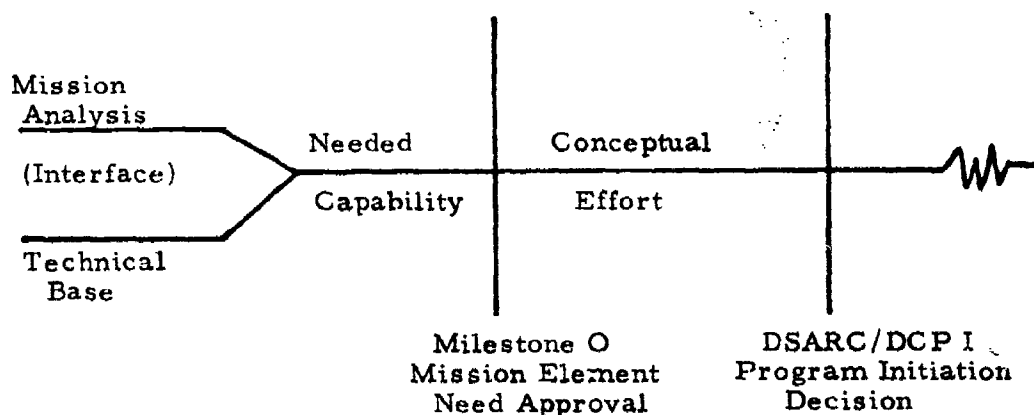 Mission
Analysis
(Interface)
Technical
Base
Needed
Capability
Conceptual
Effort
Milestone O
Mission Element
Need Approval
DSARC/DCP I
Program Initiation
Decision